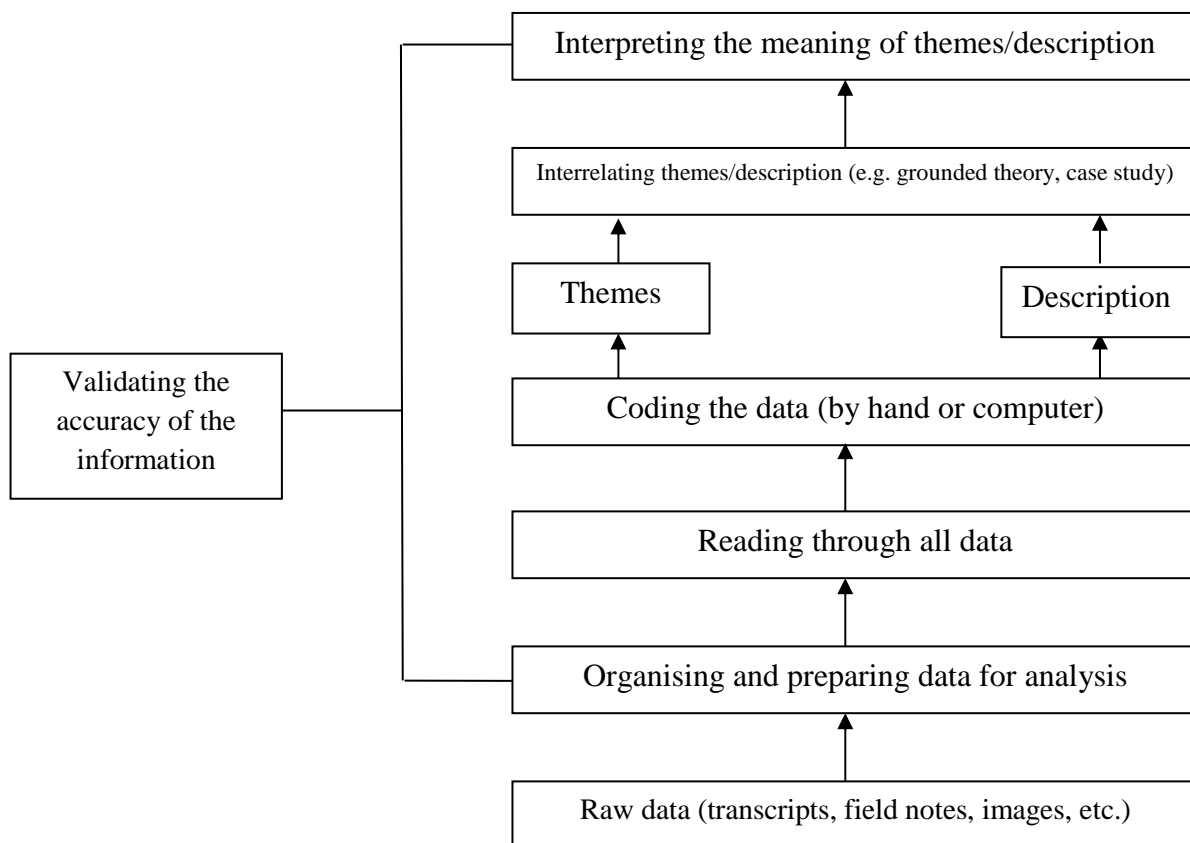 Interpreting the meaning of themes/description
Interrelating themes/description (e.g. grounded theory, case study)
Themes
Description
Validating the
accuracy of the
information
Coding the data (by hand or computer)
Reading through all data
Organising and preparing data for analysis
Raw data (transcripts, field notes, images, etc.)